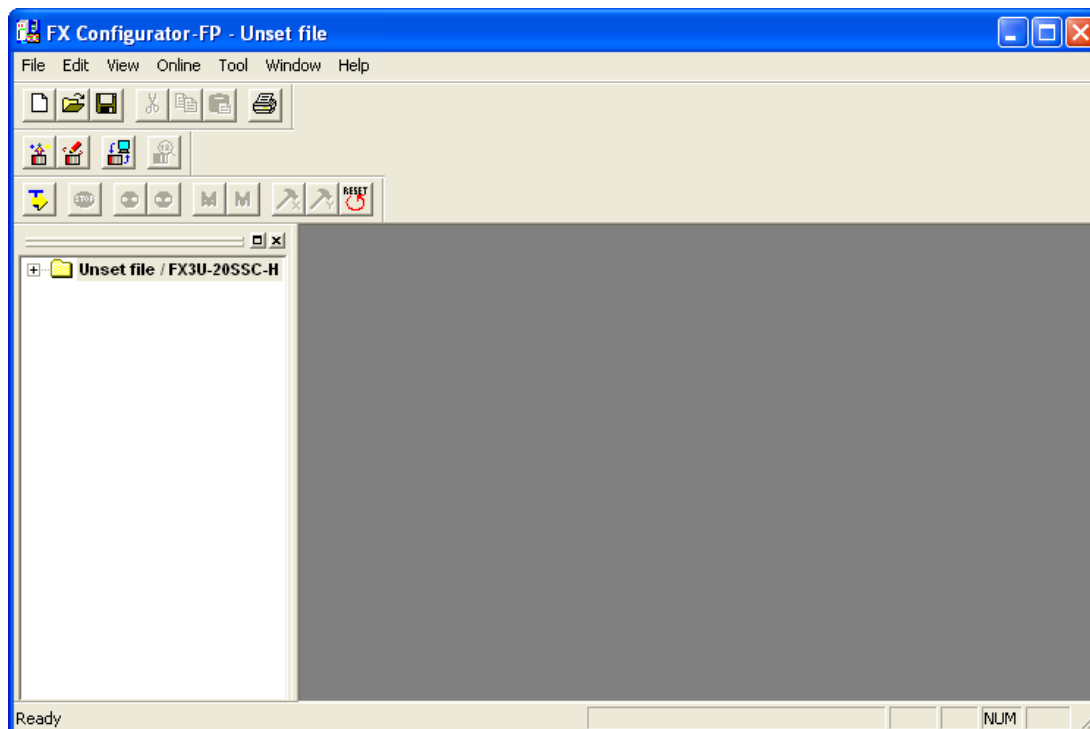 FX Configurator-FP - Unset file
File Edit View Online Tool Window Help
STOP RESET
Unset file / FX3U-20SSC-H
Ready NUM